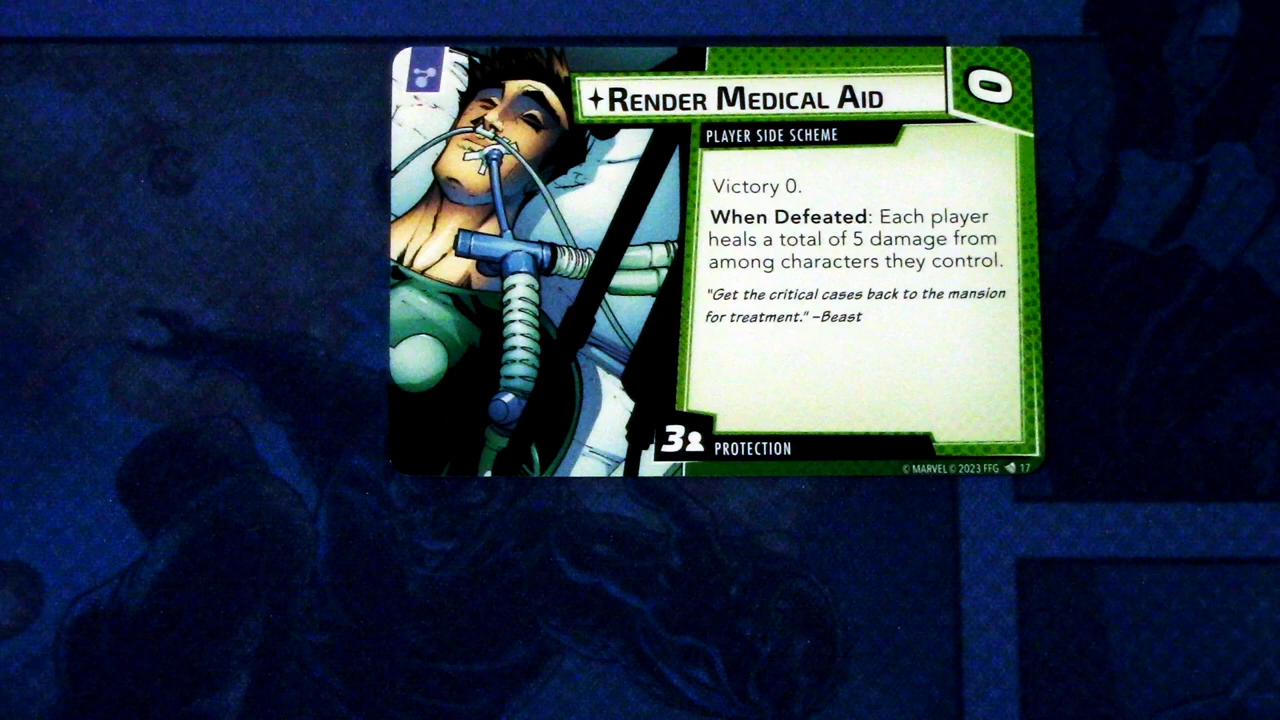 RENDER MEDICAL AID
0
PLAYER SIDE SCHEME
Victory 0.
When Defeated: Each player
heals a total of 5 damage from
among characters they control.
"Get the critical cases back to the mansion
for treatment." –Beast
3
PROTECTION
© MARVEL © 2023 FFG 17